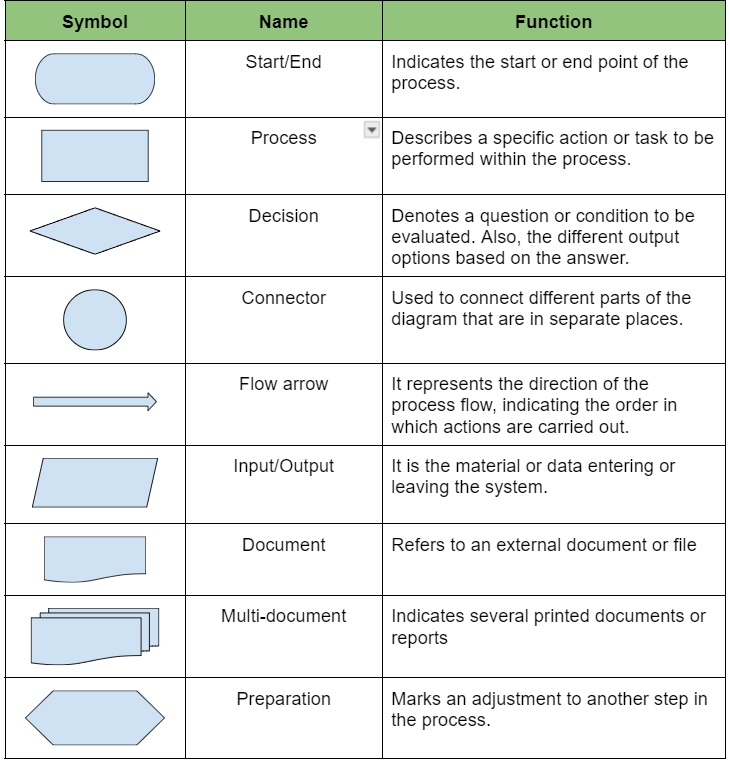 Symbol Name Function
Start/End
Indicates the start or end point of the
process.
Process
Describes a specific action or task to be
performed within the process.
Decision
Denotes a question or condition to be
evaluated. Also, the different output
options based on the answer.
Connector
Used to connect different parts of the
diagram that are in separate places.
Flow arrow
It represents the direction of the
process flow, indicating the order in
which actions are carried out.
Input/Output
It is the material or data entering or
leaving the system.
Document
Refers to an external document or file
Multi-document
Indicates several printed documents or
reports
Preparation
Marks an adjustment to another step in
the process.